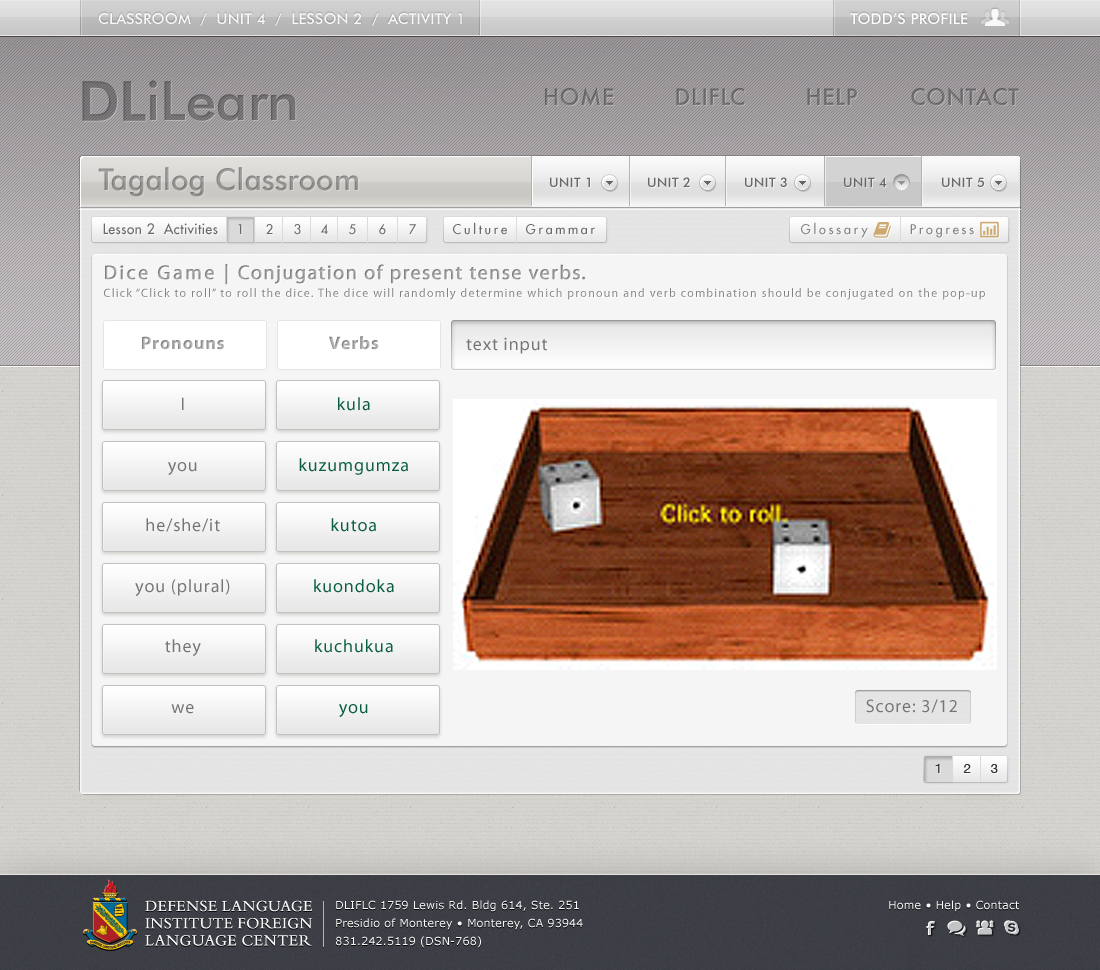 CLASSROOM / UNIT 4 / LESSON 2 / ACTIVITY 1
TODD'S PROFILE
DLiLearn
HOME DLIFLC HELP CONTACT
Tagalog Classroom
UNIT 1 UNIT 2 UNIT 3 UNIT 4 UNIT 5
Lesson 2 Activities 1 2 3 4 5 6 7 Culture Grammar Glossary Progress
Dice Game | Conjugation of present tense verbs.
Click “Click to roll” to roll the dice. The dice will randomly determine which pronoun and verb combination should be conjugated on the pop-up
Pronouns Verbs text input
I kula
you kuzumgumza
he/she/it kutoa
you (plural) kuondoka
they kuchukua
we you
Click to roll.
Score: 3/12
1 2 3
DEFENSE LANGUAGE
INSTITUTE FOREIGN
LANGUAGE CENTER
DLIFLC 1759 Lewis Rd. Bldg 614, Ste. 251
Presidio of Monterey • Monterey, CA 93944
831.242.5119 (DSN-768)
Home • Help • Contact